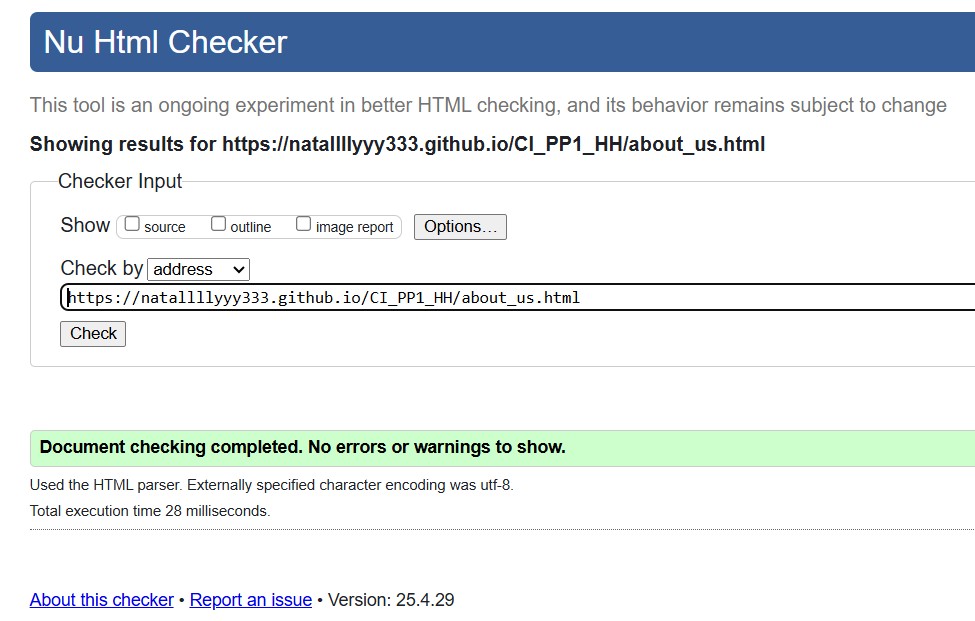 Nu Html Checker
This tool is an ongoing experiment in better HTML checking, and its behavior remains subject to change
Showing results for https://natallllyyy333.github.io/CI_PP1_HH/about_us.html
Checker Input
Show source outline image report Options...
Check by address
https://natallllyyy333.github.io/CI_PP1_HH/about_us.html
Check
Document checking completed. No errors or warnings to show.
Used the HTML parser. Externally specified character encoding was utf-8.
Total execution time 28 milliseconds.
About this checker • Report an issue • Version: 25.4.29